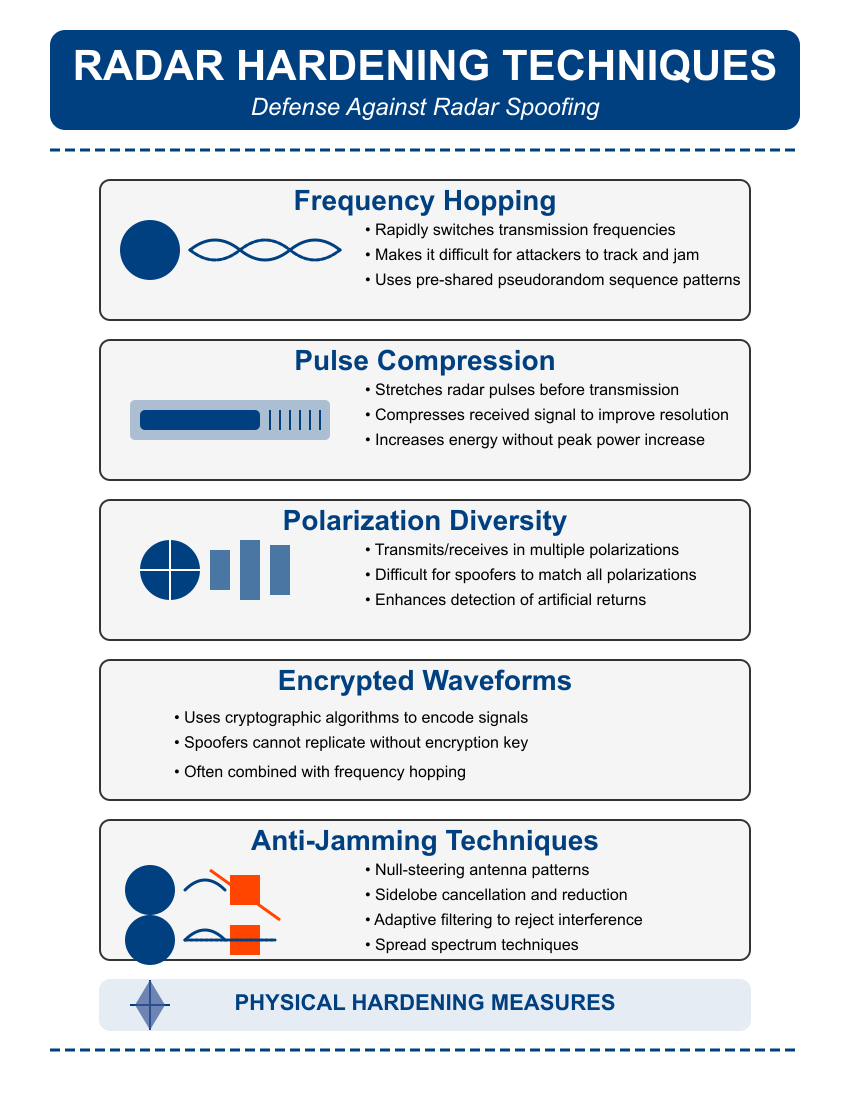 RADAR HARDENING TECHNIQUES
Defense Against Radar Spoofing
Frequency Hopping
• Rapidly switches transmission frequencies
• Makes it difficult for attackers to track and jam
• Uses pre-shared pseudorandom sequence patterns
Pulse Compression
• Stretches radar pulses before transmission
• Compresses received signal to improve resolution
• Increases energy without peak power increase
Polarization Diversity
• Transmits/receives in multiple polarizations
• Difficult for spoofers to match all polarizations
• Enhances detection of artificial returns
Encrypted Waveforms
• Uses cryptographic algorithms to encode signals
• Spoofers cannot replicate without encryption key
• Often combined with frequency hopping
Anti-Jamming Techniques
• Null-steering antenna patterns
• Sidelobe cancellation and reduction
• Adaptive filtering to reject interference
• Spread spectrum techniques
PHYSICAL HARDENING MEASURES